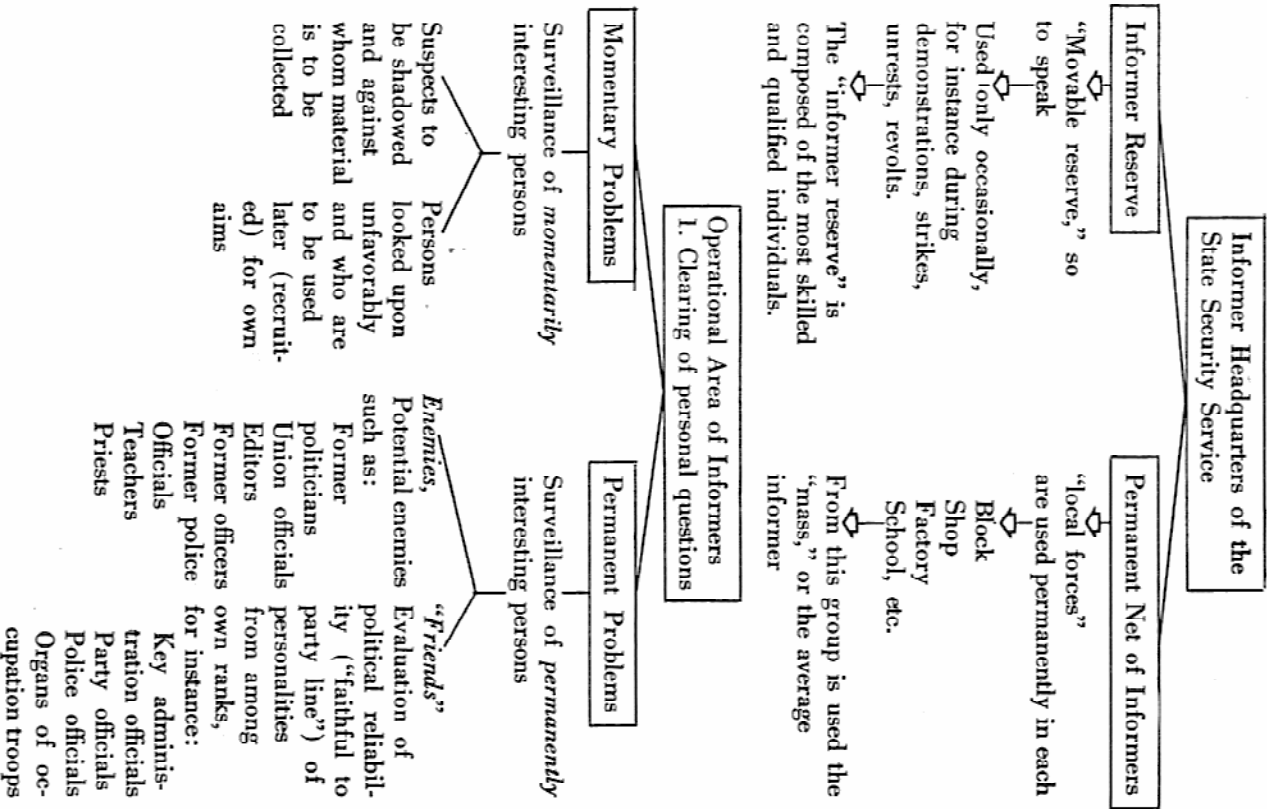 Informer Headquarters of the
State Security Service
Informer Reserve
"Movable reserve," so
to speak
Used only occasionally,
for instance during
demonstrations, strikes,
unrests, revolts.
The "informer reserve" is
composed of the most skilled
and qualified individuals.
Permanent Net of Informers
"local forces"
are used permanently in each
Block
Shop
Factory
School, etc.
From this group is used the
"mass," or the average
informer
Operational Area of Informers
1. Clearing of personal questions
Momentary Problems
Surveillance of momentarily
interesting persons
Suspects to
be shadowed
and against
whom material
is to be
collected
Persons
looked upon
unfavorably
and who are
to be used
later (recruit-
ed) for own
aims
Permanent Problems
Surveillance of permanently
interesting persons
Enemies,
Potential enemies
such as:
Former
politicians
Union officials
Editors
Former officers
Former police
Officials
Teachers
Priests
"Friends"
Evaluation of
political reliabil-
ity ("faithful to
party line") of
personalities
from among
own ranks,
for instance:
Key adminis-
tration officials
Party officials
Police officials
Organs of oc-
cupation troops